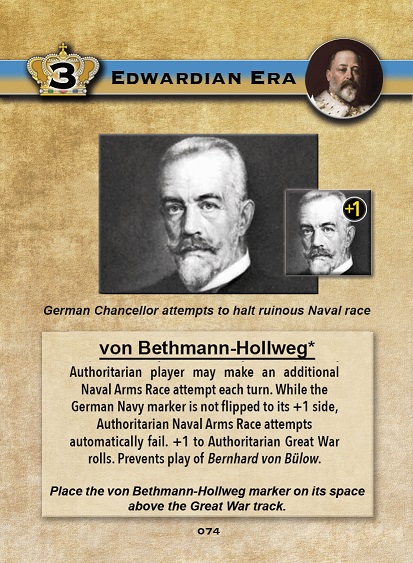 3 EDWARDIAN ERA
+1
German Chancellor attempts to halt ruinous Naval race
von Bethmann-Hollweg*
Authoritarian player may make an additional
Naval Arms Race attempt each turn. While the
German Navy marker is not flipped to its +1 side,
Authoritarian Naval Arms Race attempts
automatically fail. +1 to Authoritarian Great War
rolls. Prevents play of Bernhard von Bülow.
Place the von Bethmann-Hollweg marker on its space
above the Great War track.
074